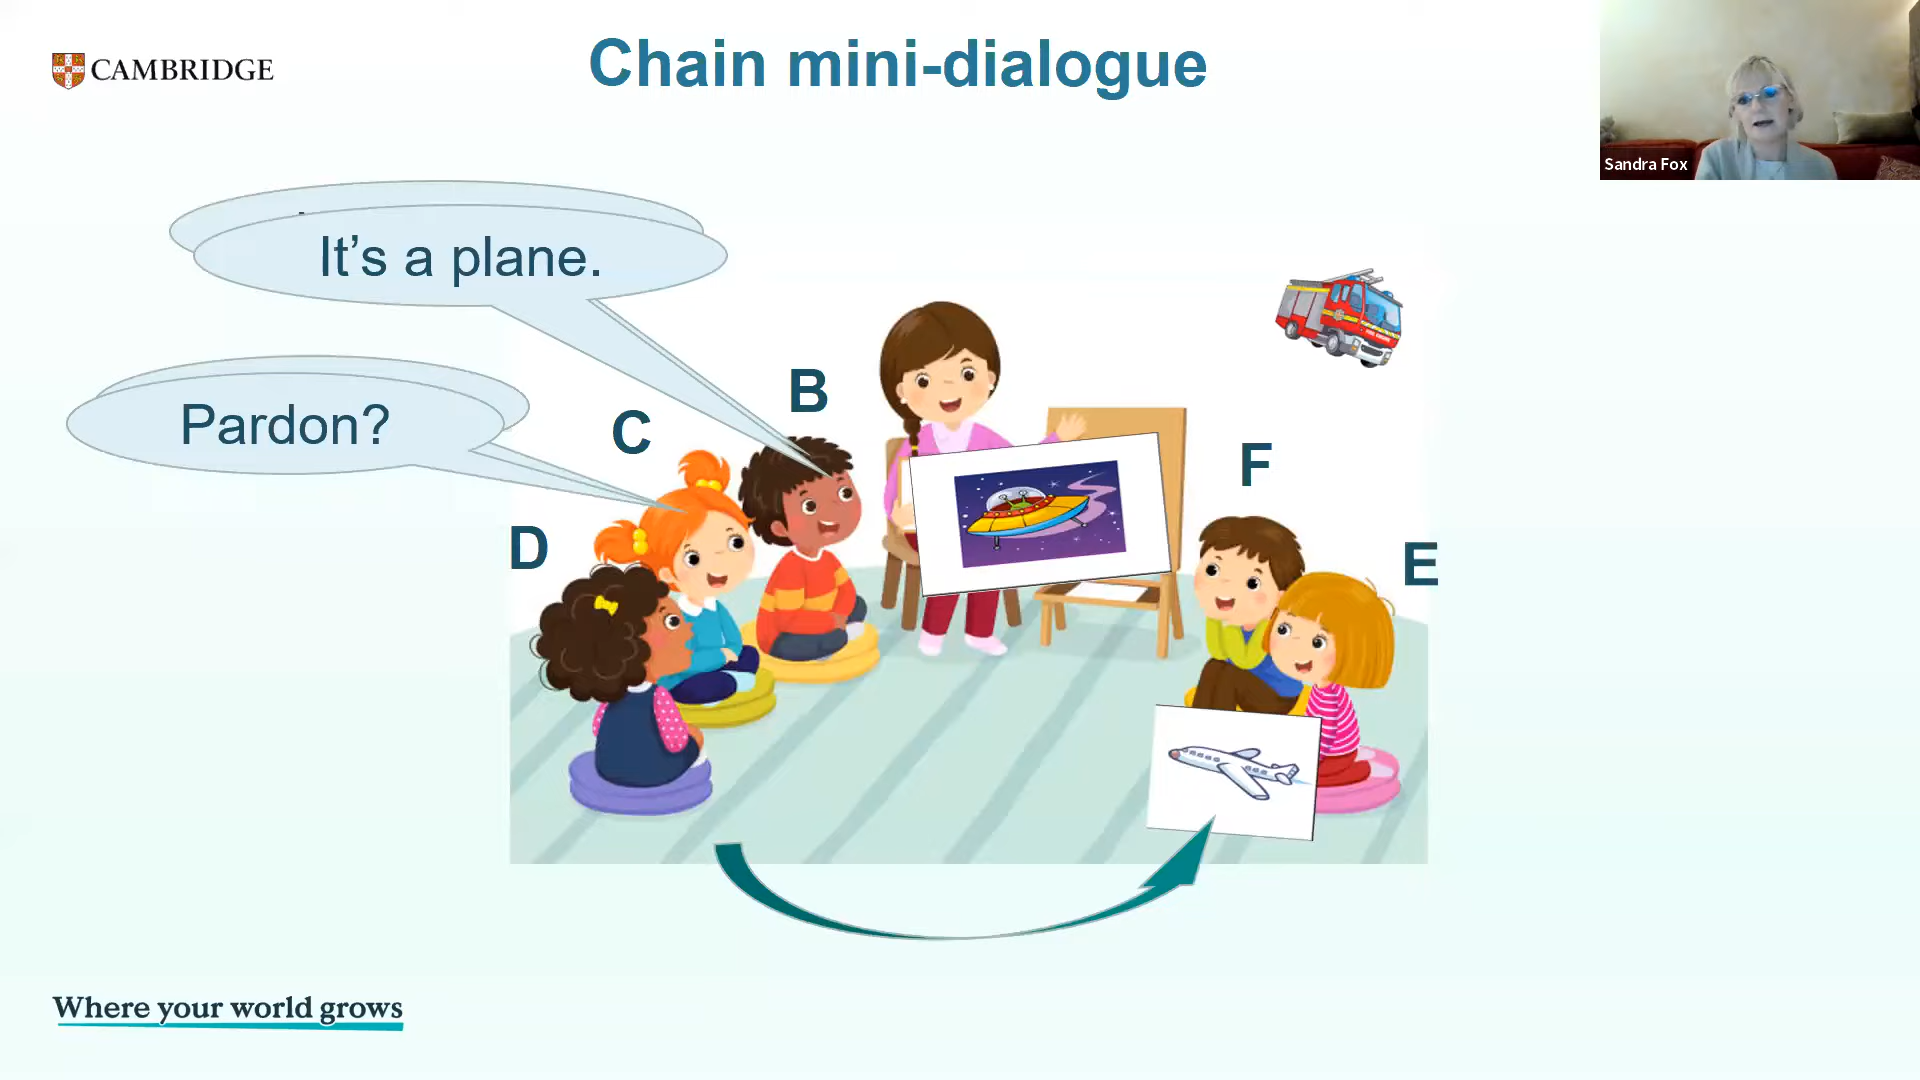 CAMBRIDGE
Chain mini-dialogue
Sandra Fox
It's a plane.
Pardon?
B
C
D
F
E
Where your world grows